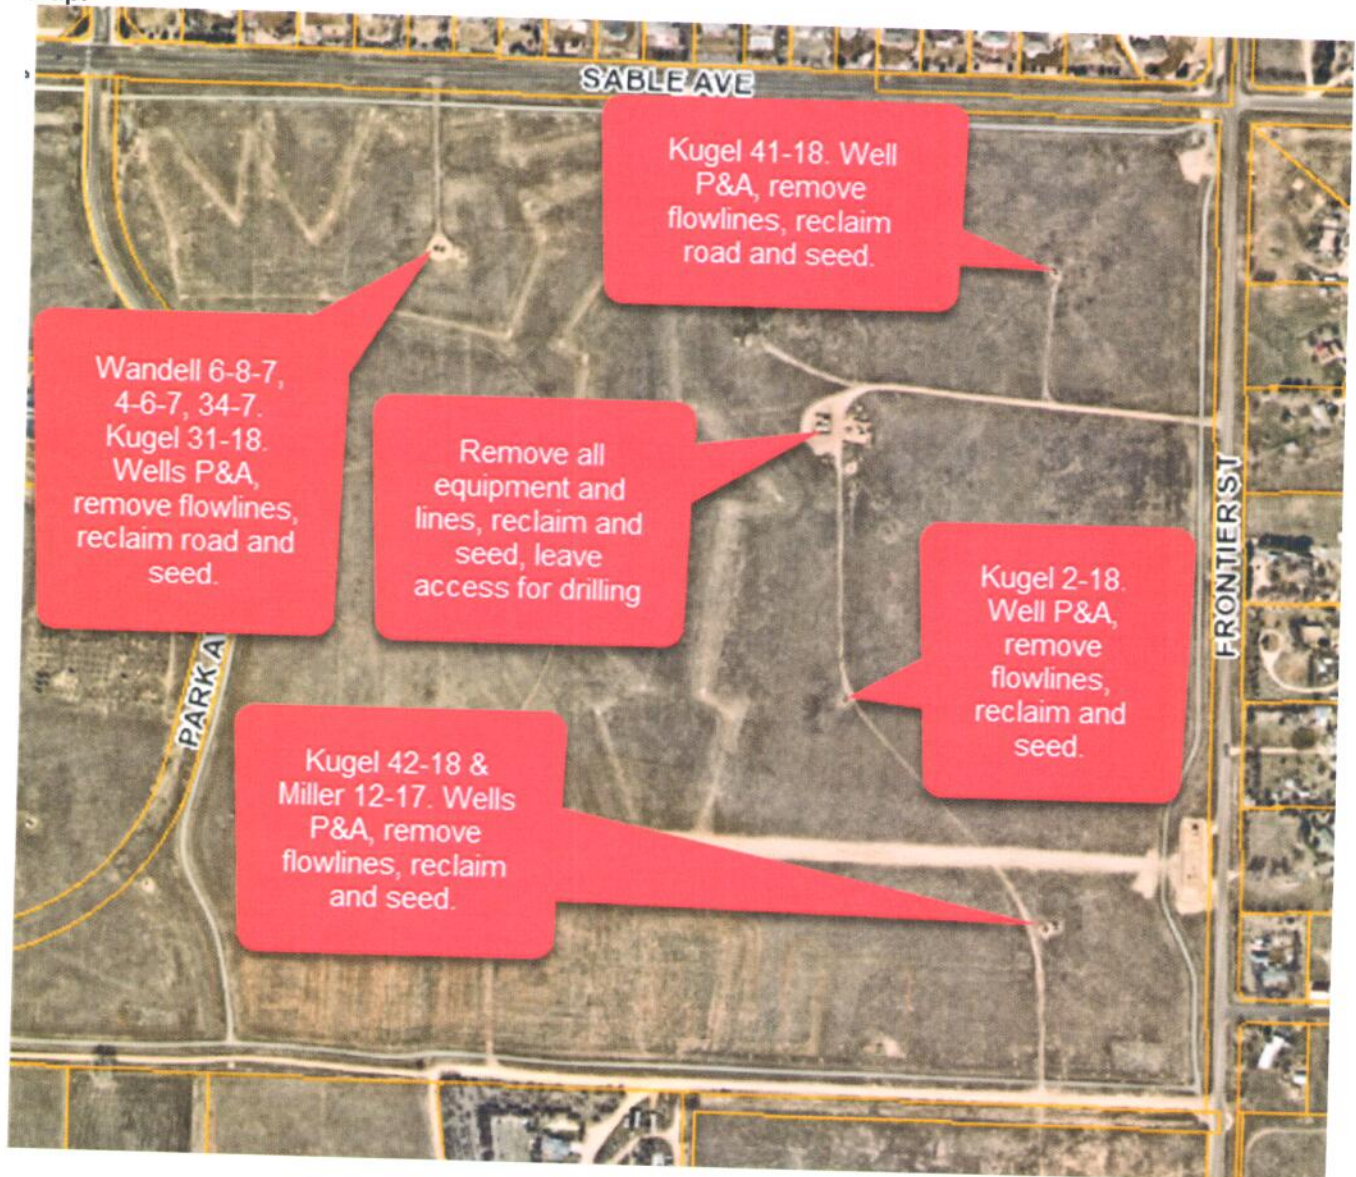 SABLE AVE
Kugel 41-18. Well
P&A, remove
flowlines, reclaim
road and seed.
Wandell 6-8-7,
4-6-7, 34-7.
Kugel 31-18.
Wells P&A,
remove flowlines,
reclaim road and
seed.
Remove all
equipment and
lines, reclaim and
seed, leave
access for drilling
FRONTIER ST
Kugel 2-18.
Well P&A,
remove
flowlines,
reclaim and
seed.
PARK A
Kugel 42-18 &
Miller 12-17. Wells
P&A, remove
flowlines, reclaim
and seed.